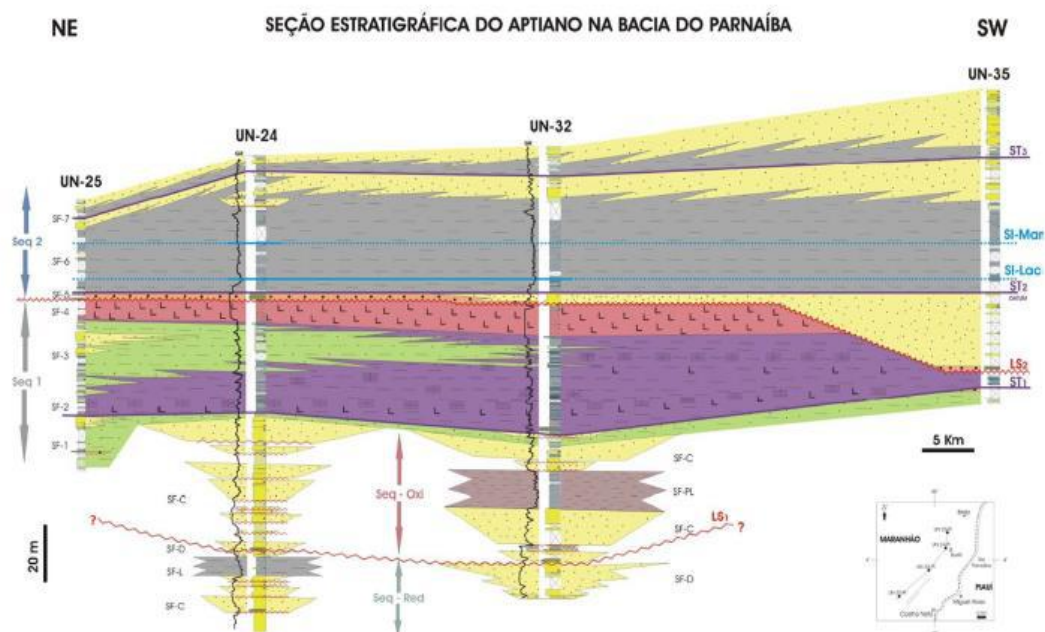 NE
SEÇÃO ESTRATIGRÁFICA DO APTIANO NA BACIA DO PARNAÍBA
SW
UN-35
UN-24
UN-32
UN-25
ST3
SF-7
Seq 2
SI-Mar
SF-6
SI-Lac
ST2
DATUM
SF-5
SF-4
SF-3
Seq 1
LS2
ST1
SF-2
5 Km
SF-1
SF-C
SF-C
Seq - Oxi
SF-PL
LS1
?
?
SF-C
20 m
SF-D
SF-L
SF-D
Seq - Red
SF-C
MARANHÃO
PIAUÍ